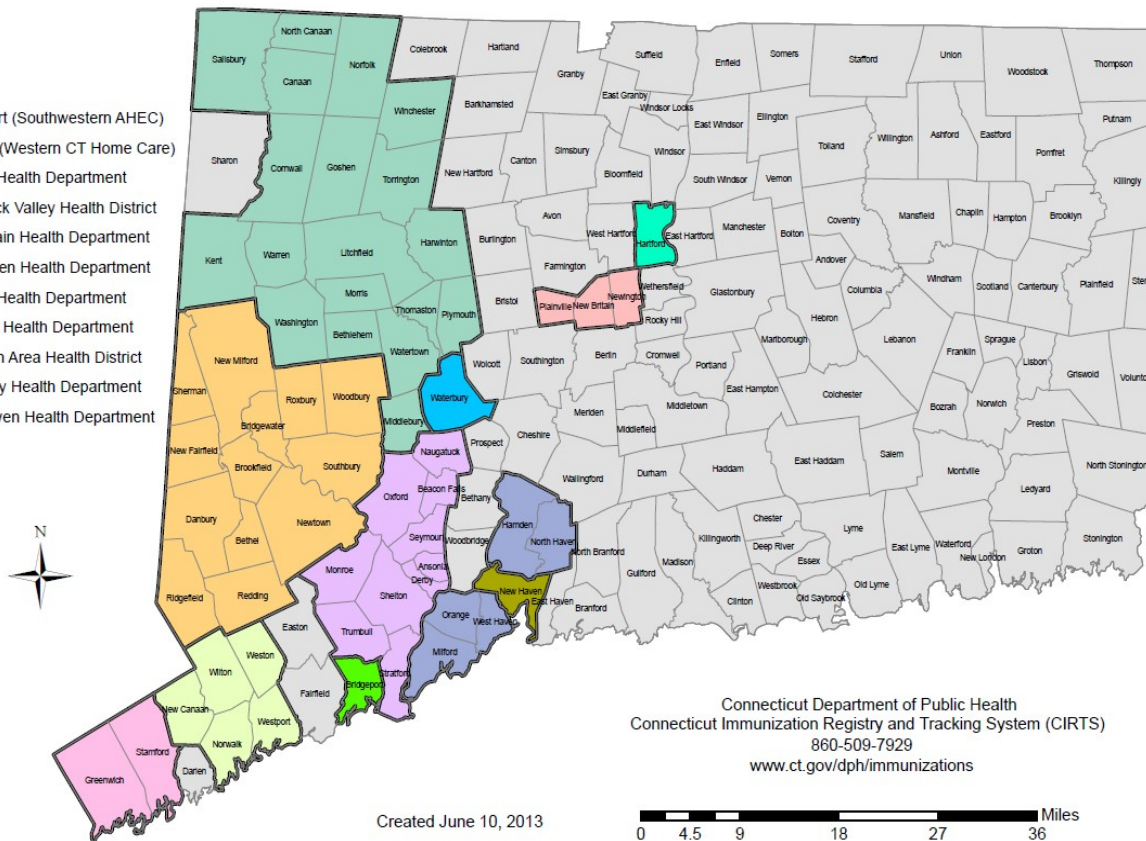 rt (Southwestern AHEC)
(Western CT Home Care)
Health Department
ck Valley Health District
ain Health Department
en Health Department
Health Department
Health Department
n Area Health District
y Health Department
ven Health Department
N
Salisbury
North Canaan
Canaan
Norfolk
Colebrook
Hartland
Granby
Suffield
East Granby
Windsor Locks
Enfield
Somers
Stafford
Union
Woodstock
Thompson
Putnam
Winchester
Barkhamsted
East Windsor
Ellington
Willington
Ashford
Eastford
Pomfret
Killingly
Sharon
Cornwall
Goshen
Torrington
New Hartford
Canton
Simsbury
Bloomfield
Windsor
South Windsor
Vernon
Tolland
Avon
West Hartford
Hartford
East Hartford
Manchester
Bolton
Coventry
Mansfield
Chaplin
Hampton
Brooklyn
Kent
Warren
Litchfield
Harwinton
Burlington
Farmington
Andover
Columbia
Windham
Scotland
Canterbury
Plainfield
Ster
Morris
Washington
Bethlehem
Thomaston
Plymouth
Watertown
Bristol
Plainville
New Britain
Newington
Wethersfield
Rocky Hill
Glastonbury
Hebron
Marlborough
Lebanon
Franklin
Sprague
Lisbon
Griswold
Volunto
New Milford
Sherman
Roxbury
Woodbury
Bridgewater
Middlebury
Waterbury
Wolcott
Southington
Berlin
Cromwell
Portland
East Hampton
Colchester
Bozrah
Norwich
Preston
New Fairfield
Brookfield
Southbury
Naugatuck
Prospect
Cheshire
Meriden
Middlefield
Middletown
Haddam
East Haddam
Salem
Montville
Ledyard
North Stonington
Danbury
Bethel
Newtown
Oxford
Beacon Falls
Bethany
Wallingford
Durham
Seymour
Woodbridge
Hamden
North Haven
North Branford
Guilford
Madison
Killingworth
Chester
Deep River
Essex
Lyme
East Lyme
Waterford
New London
Groton
Stonington
Ridgefield
Redding
Monroe
Ansonia
Derby
Shelton
New Haven
East Haven
Branford
Clinton
Westbrook
Old Saybrook
Old Lyme
Easton
Trumbull
Orange
West Haven
Milford
Stratford
Bridgeport
Fairfield
Weston
Wilton
New Canaan
Westport
Norwalk
Darien
Stamford
Greenwich
Connecticut Department of Public Health
Connecticut Immunization Registry and Tracking System (CIRTS)
860-509-7929
www.ct.gov/dph/immunizations
Created June 10, 2013
Miles
0 4.5 9 18 27 36